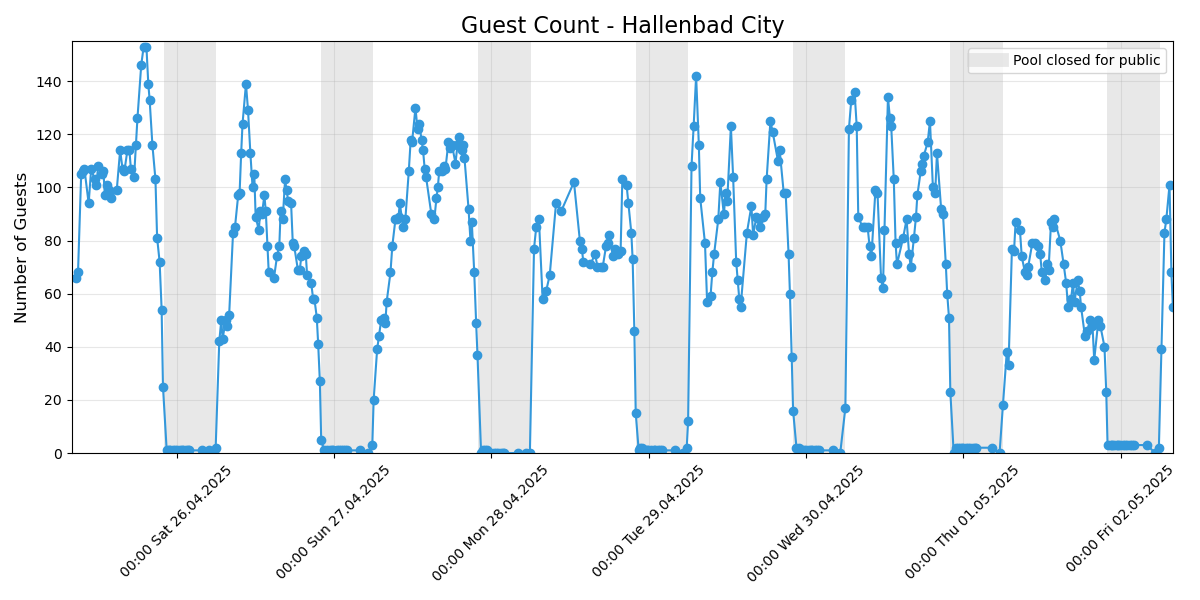 Guest Count - Hallenbad City
Pool closed for public
Number of Guests
140
120
100
80
60
40
20
0
00:00 Sat 26.04.2025
00:00 Sun 27.04.2025
00:00 Mon 28.04.2025
00:00 Tue 29.04.2025
00:00 Wed 30.04.2025
00:00 Thu 01.05.2025
00:00 Fri 02.05.2025